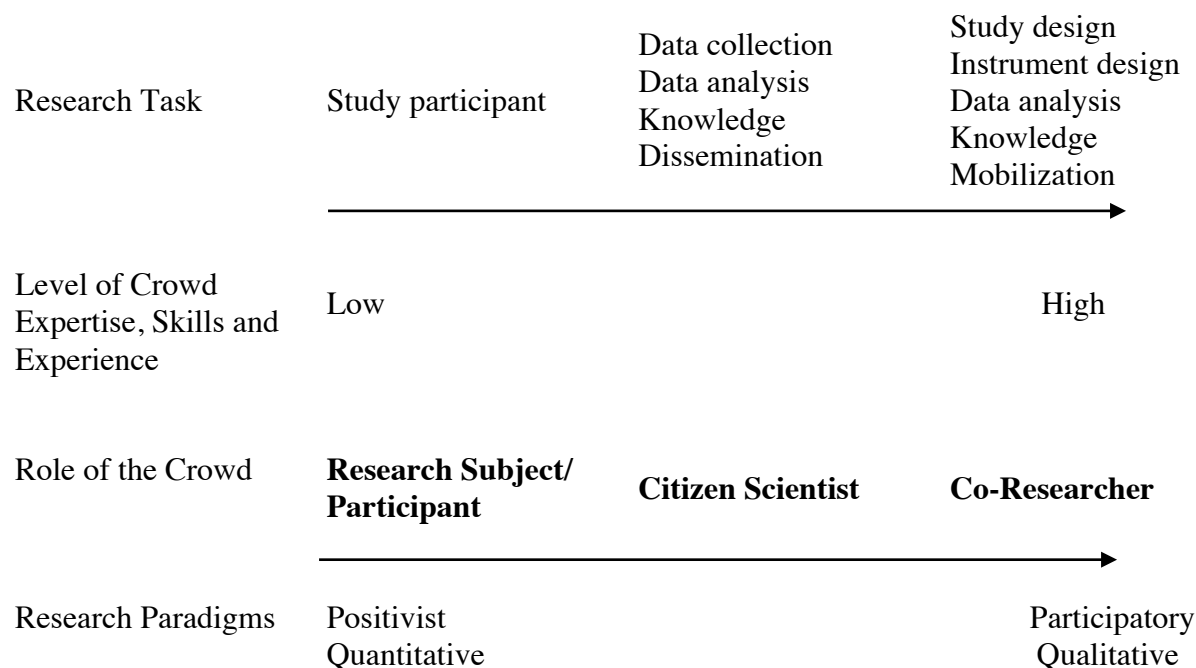 Research Task
Study participant
Data collection
Data analysis
Knowledge
Dissemination
Study design
Instrument design
Data analysis
Knowledge
Mobilization
Level of Crowd
Expertise, Skills and
Experience
Low
High
Role of the Crowd
Research Subject/
Participant
Citizen Scientist
Co-Researcher
Research Paradigms
Positivist
Quantitative
Participatory
Qualitative